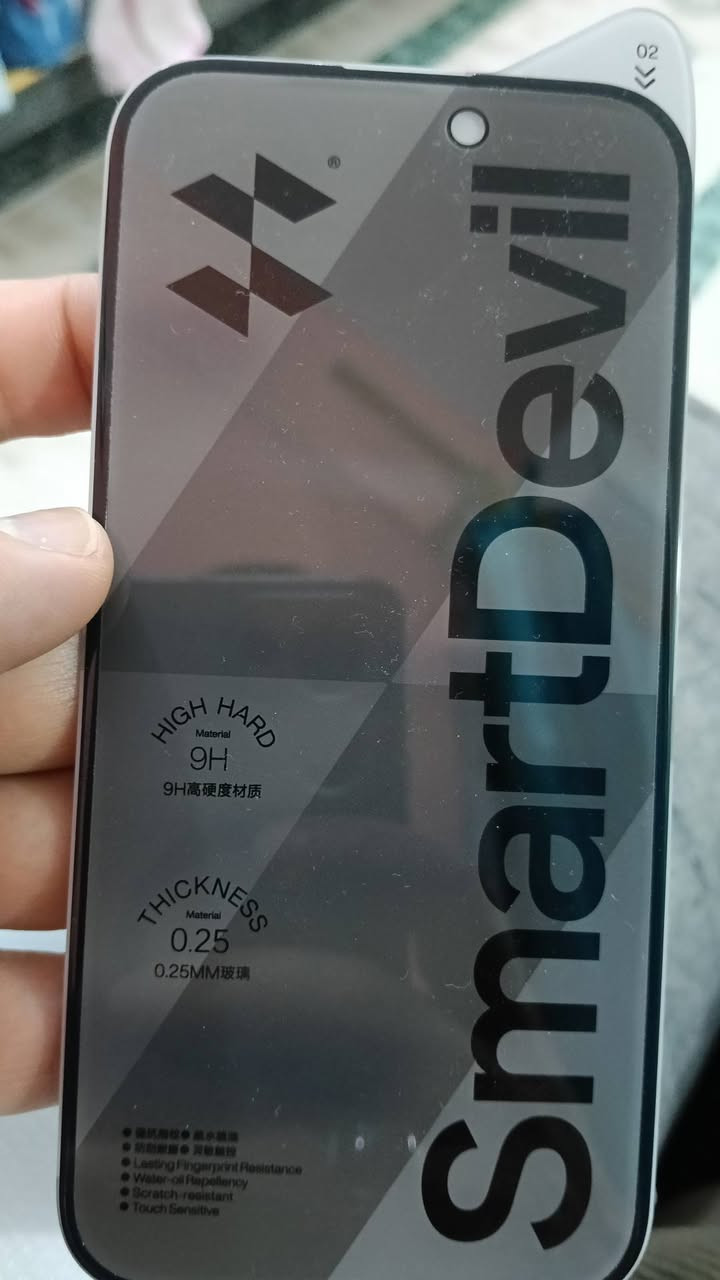 02
®
SmartDevil
HIGH HARD
Material
9H
9H高硬度材质
THICKNESS
Material
0.25
0.25MM玻璃
Lasting Fingerprint Resistance
Water-oil Repellency
Scratch-resistant
Touch Sensitive